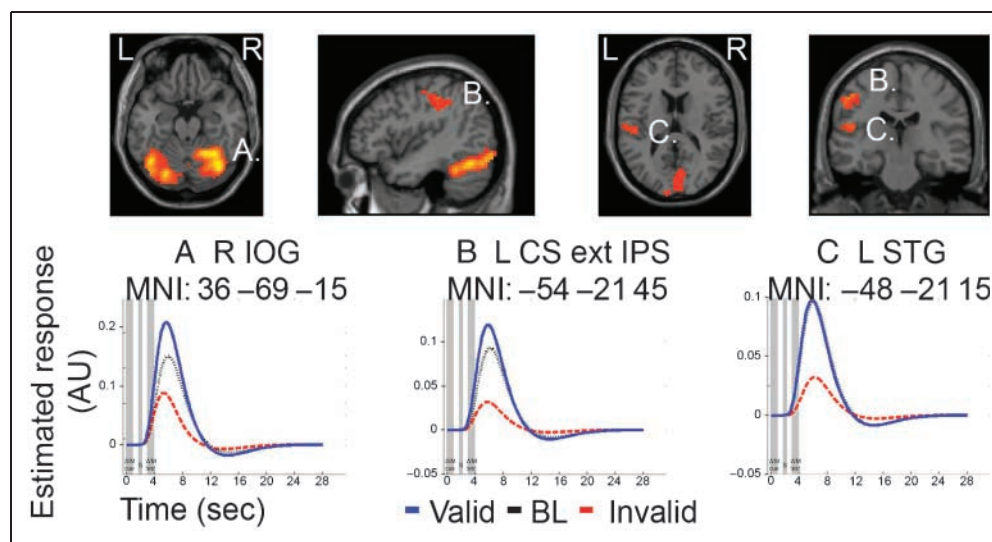 L R
B.
L R
B.
A.
C.
C.
A R IOG
MNI: 36 –69 –15
B L CS ext IPS
MNI: –54 –21 45
C L STG
MNI: –48 –21 15
Estimated response
(AU)
0.2
0.1
0
0.1
0.05
0
–0.05
0.1
0.05
0
–0.05
0 4 8 12 16 20 24 28
0 4 8 12 16 20 24 28
0 4 8 12 16 20 24 28
Time (sec)
Valid BL Invalid